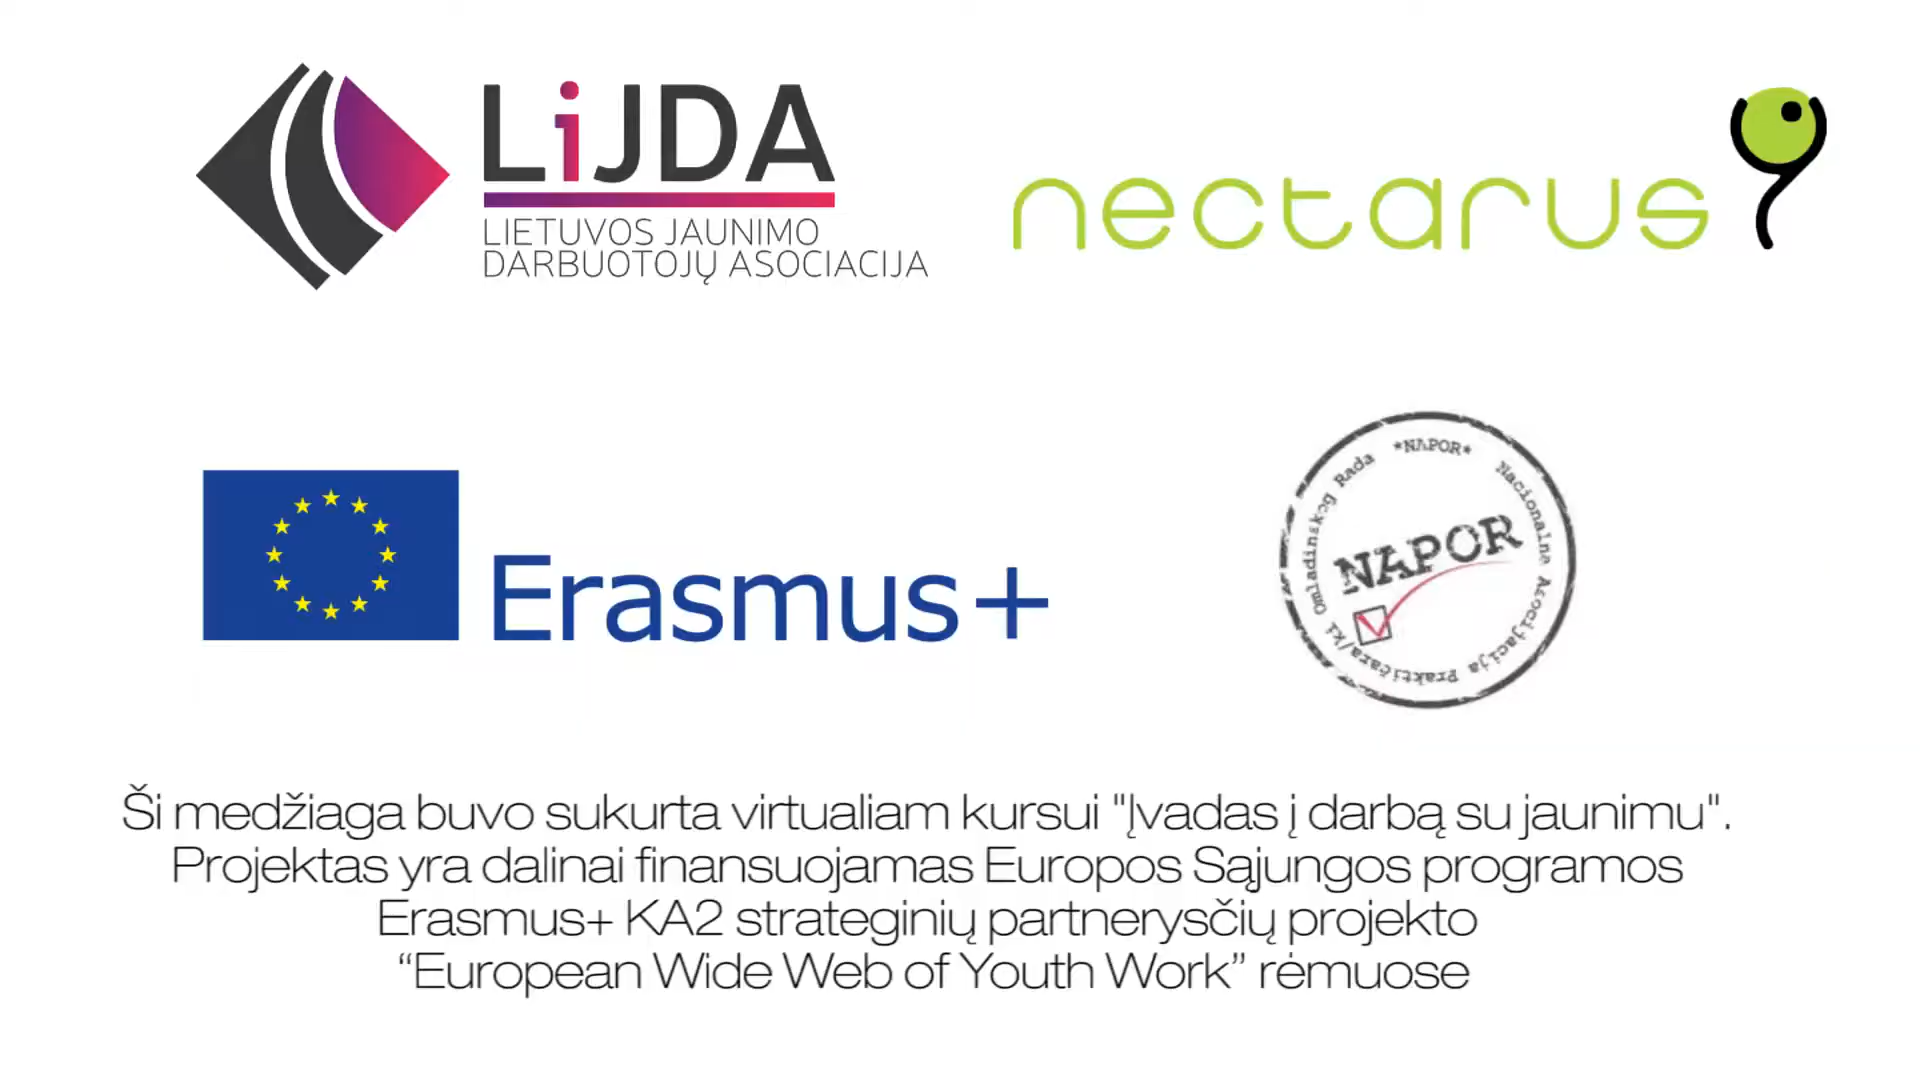 LiJDA
LIETUVOS JAUNIMO
DARBUOTOJŲ ASOCIACIJA
nectarus
Erasmus+
*NAPOR* Nacionalna Asocijacija Praktičara/ki Omladinskog Rada
NAPOR
Ši medžiaga buvo sukurta virtualiam kursui "Įvadas į darbą su jaunimu".
Projektas yra dalinai finansuojamas Europos Sąjungos programos
Erasmus+ KA2 strateginių partnerysčių projekto
“European Wide Web of Youth Work” rėmuose